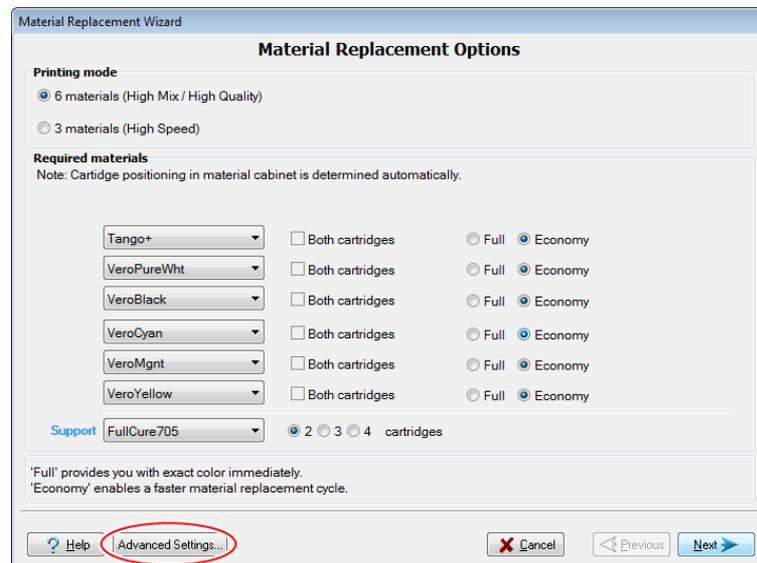 Material Replacement Wizard
Material Replacement Options
Printing mode
6 materials (High Mix / High Quality)
3 materials (High Speed)
Required materials
Note: Cartidge positioning in material cabinet is determined automatically.
Tango+ Both cartridges Full Economy
VeroPureWht Both cartridges Full Economy
VeroBlack Both cartridges Full Economy
VeroCyan Both cartridges Full Economy
VeroMgnt Both cartridges Full Economy
VeroYellow Both cartridges Full Economy
Support FullCure705 2 3 4 cartridges
'Full' provides you with exact color immediately.
'Economy' enables a faster material replacement cycle.
? Help Advanced Settings... Cancel Previous Next